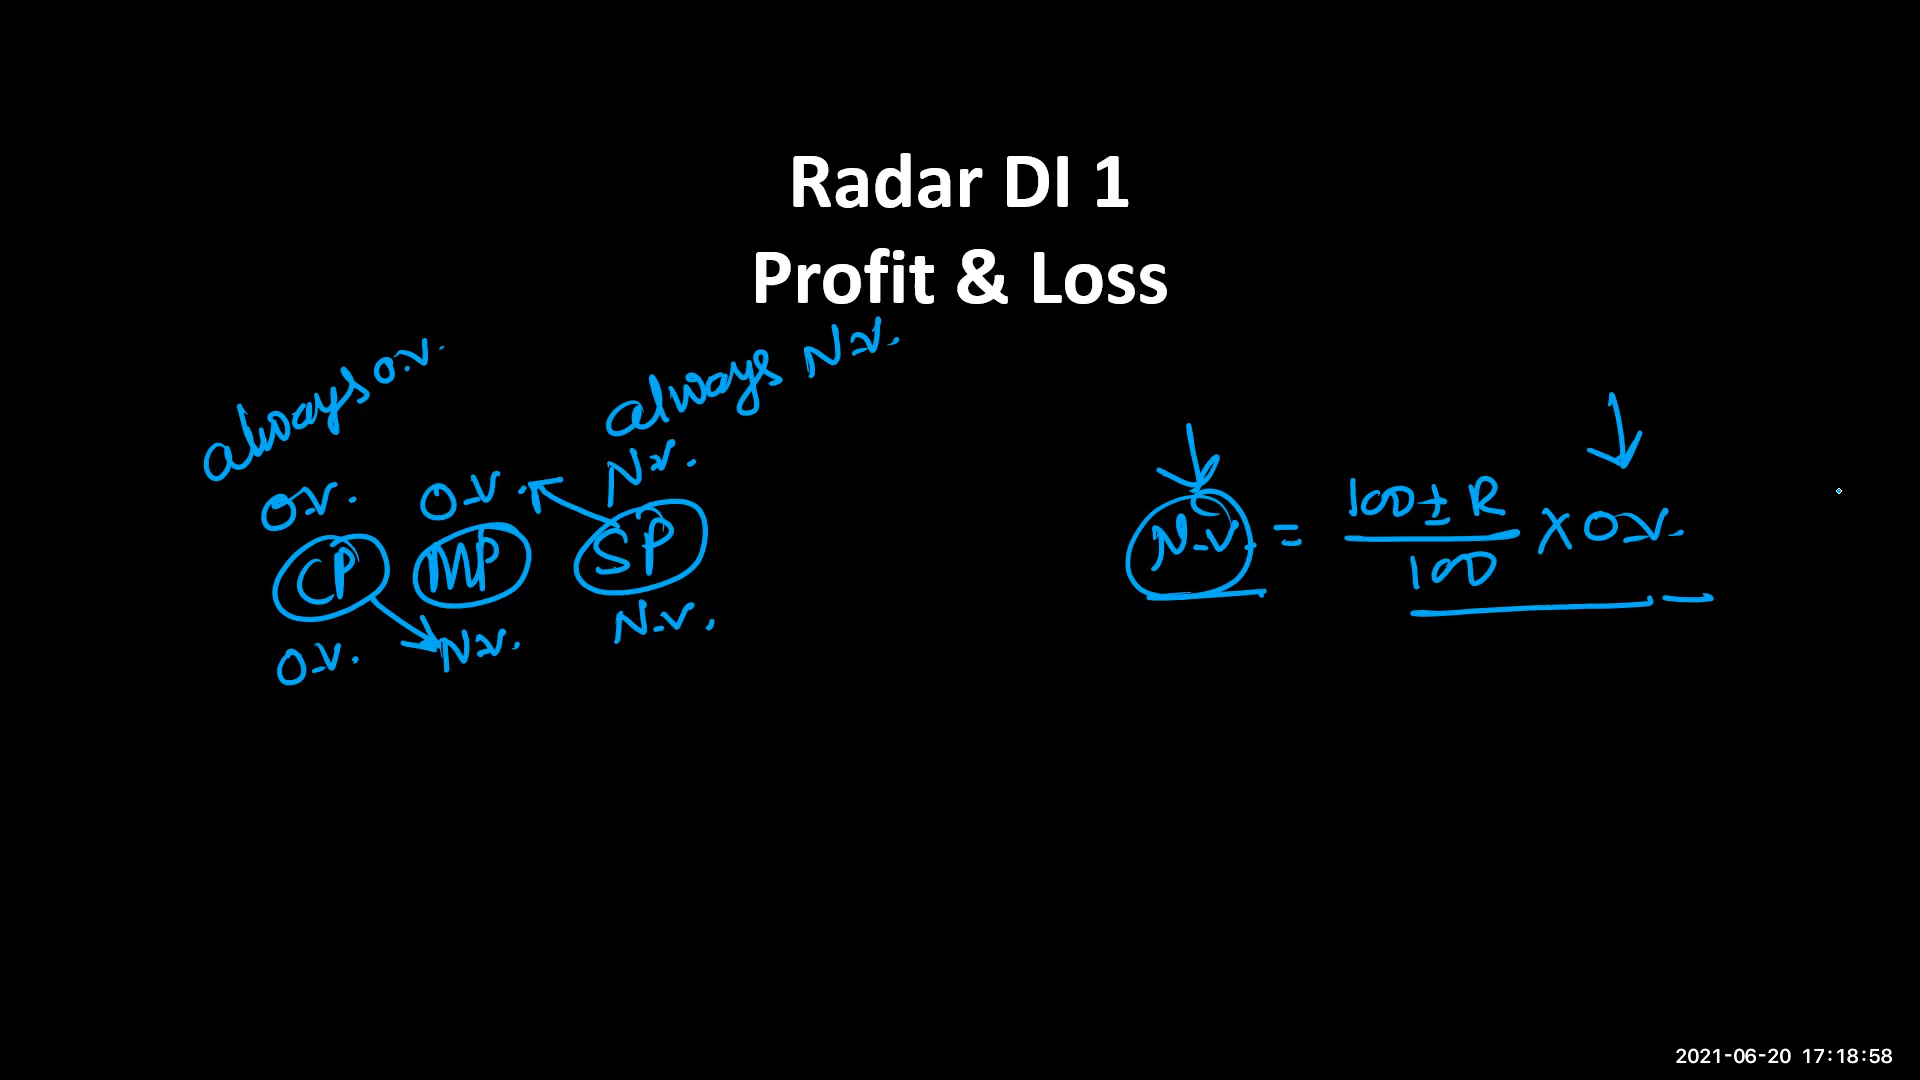 Radar DI 1
Profit & Loss
always O.V.
always N.V.
O.V. O.V. N.V.
CP MP SP
O.V. N.V. N.V.
N.V. = 100 ± R / 100 × O.V.
2021-06-20 17:18:58